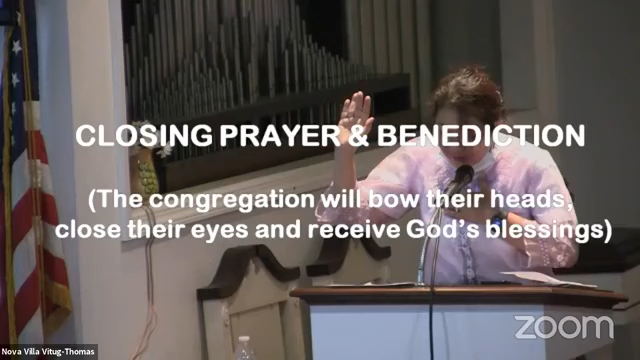 CLOSING PRAYER & BENEDICTION
(The congregation will bow their heads,
close their eyes and receive God's blessings)
Nova Villa Vitug-Thomas
zoom